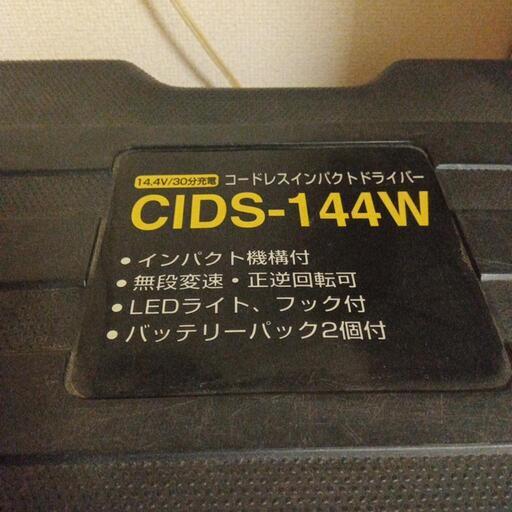 14.4V/30分充電 コードレスインパクトドライバー
CIDS-144W
• インパクト機構付
• 無段変速・正逆回転可
• LEDライト、フック付
• バッテリーパック2個付